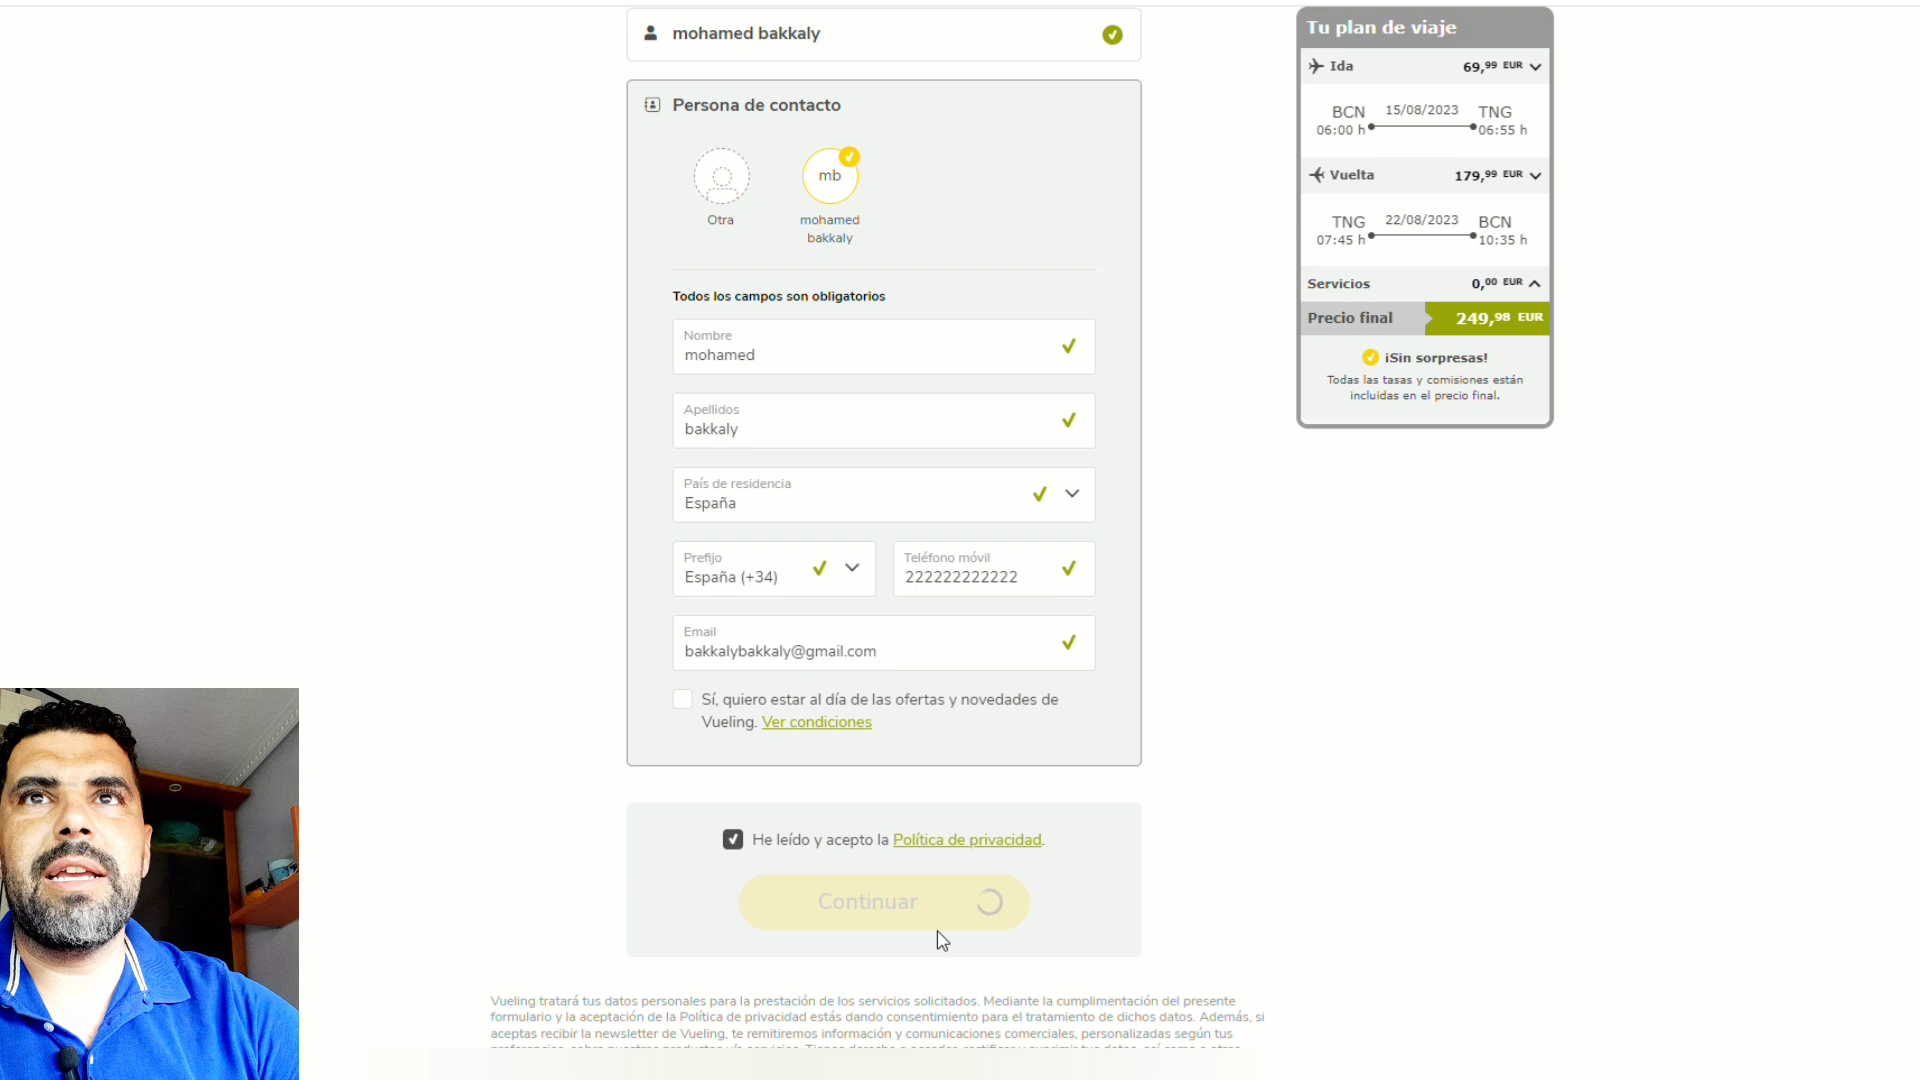 mohamed bakkaly
Persona de contacto
mb
Otra
mohamed
bakkaly
Todos los campos son obligatorios
Nombre
mohamed
Apellidos
bakkaly
País de residencia
España
Prefijo
España (+34)
Teléfono móvil
222222222222
Email
bakkalybakkaly@gmail.com
Sí, quiero estar al día de las ofertas y novedades de
Vueling. Ver condiciones
He leído y acepto la Política de privacidad.
Continuar
Vueling tratará tus datos personales para la prestación de los servicios solicitados. Mediante la cumplimentación del presente
formulario y la aceptación de la Política de privacidad estás dando consentimiento para el tratamiento de dichos datos. Además, si
aceptas recibir la newsletter de Vueling, te remitiremos información y comunicaciones comerciales, personalizadas según tus
Tu plan de viaje
Ida 69,99 EUR
BCN 15/08/2023 TNG
06:00 h 06:55 h
Vuelta 179,99 EUR
TNG 22/08/2023 BCN
07:45 h 10:35 h
Servicios 0,00 EUR
Precio final 249,98 EUR
¡Sin sorpresas!
Todas las tasas y comisiones están
incluidas en el precio final.